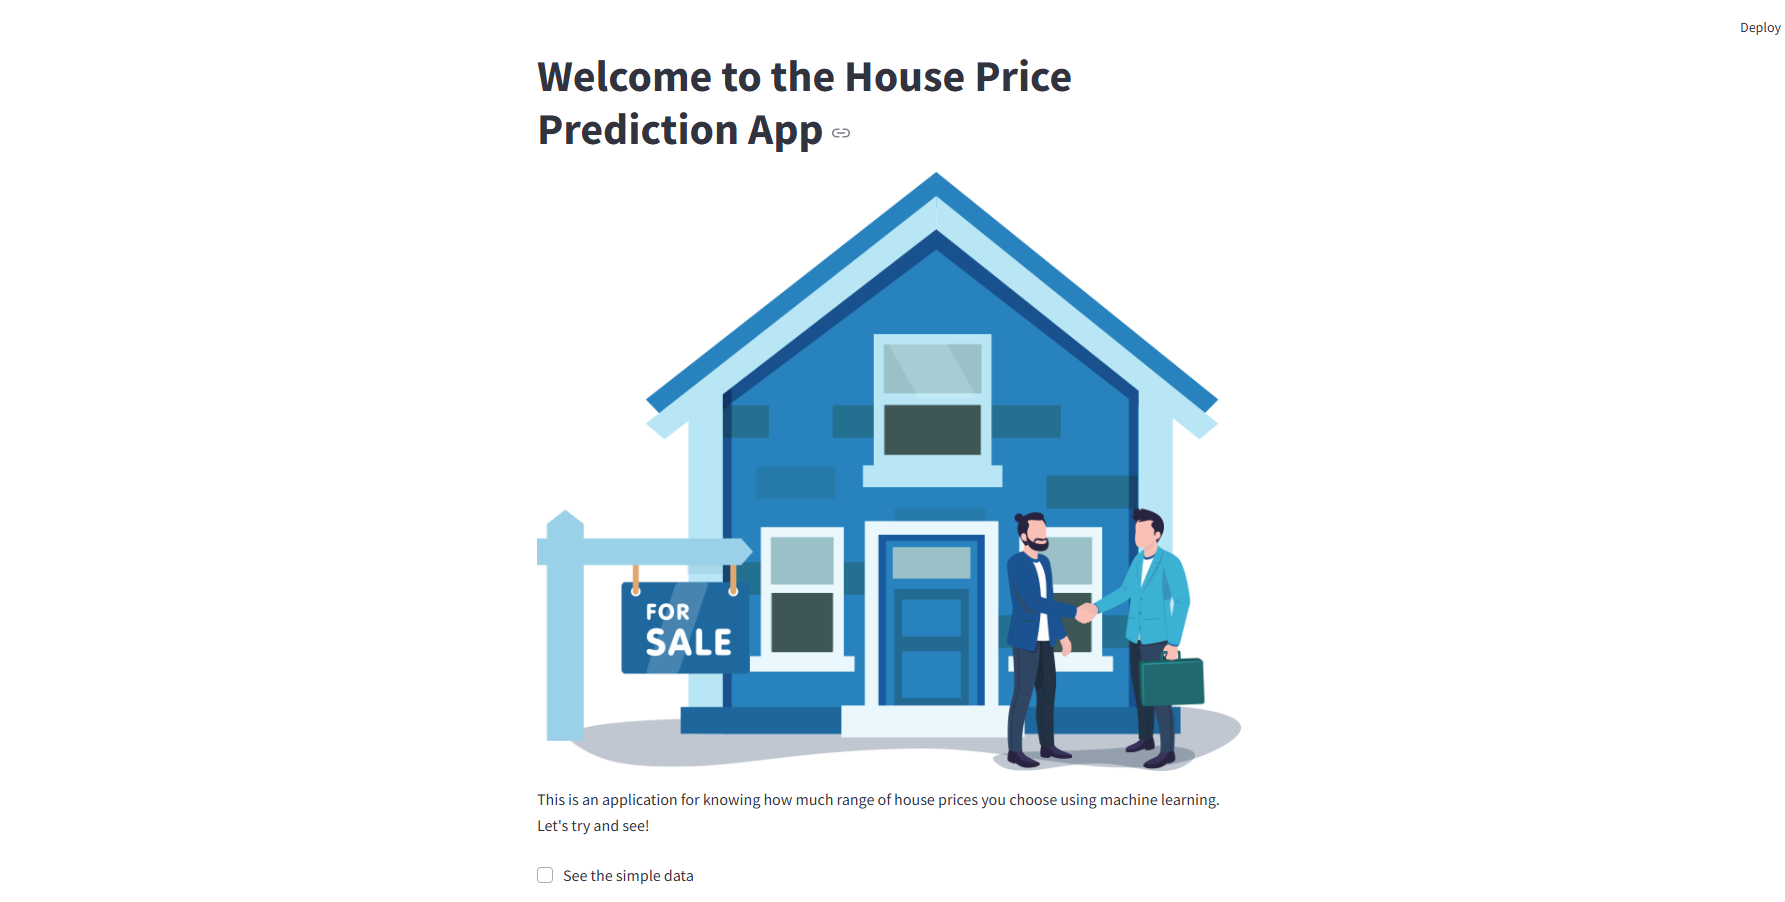 Deploy
Welcome to the House Price
Prediction App
FOR
SALE
This is an application for knowing how much range of house prices you choose using machine learning.
Let's try and see!
See the simple data